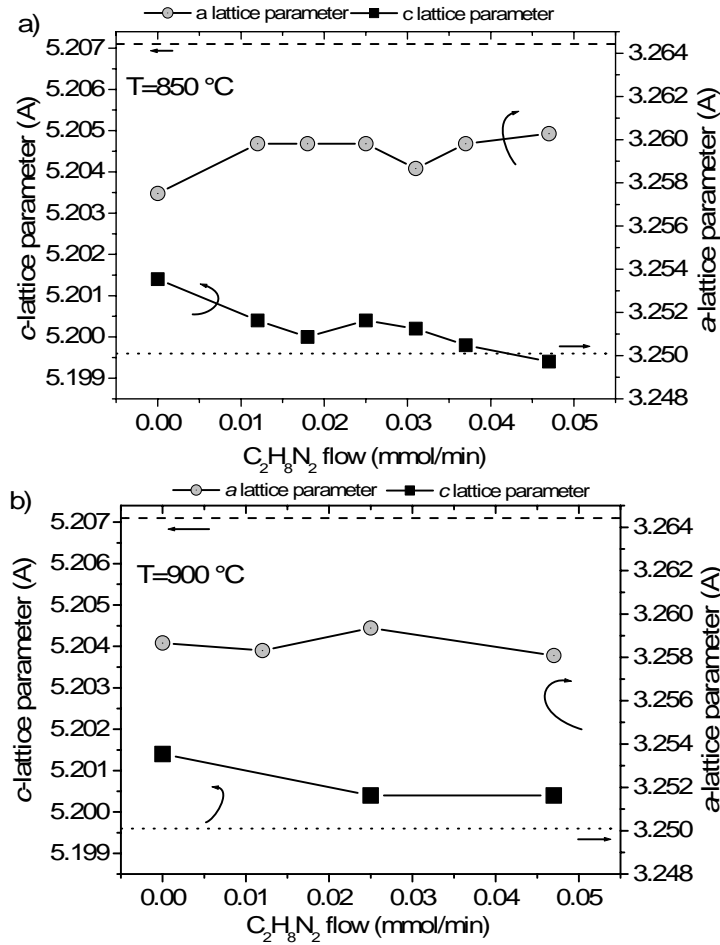 a)
a lattice parameter c lattice parameter
T=850 °C
c-lattice parameter (A)
5.207
5.206
5.205
5.204
5.203
5.202
5.201
5.200
5.199
3.264
3.262
3.260
3.258
3.256
3.254
3.252
3.250
3.248
a-lattice parameter (A)
0.00 0.01 0.02 0.03 0.04 0.05
C₂H₈N₂ flow (mmol/min)
b)
a lattice parameter c lattice parameter
T=900 °C
c-lattice parameter (A)
5.207
5.206
5.205
5.204
5.203
5.202
5.201
5.200
5.199
3.264
3.262
3.260
3.258
3.256
3.254
3.252
3.250
3.248
a-lattice parameter (A)
0.00 0.01 0.02 0.03 0.04 0.05
C₂H₈N₂ flow (mmol/min)